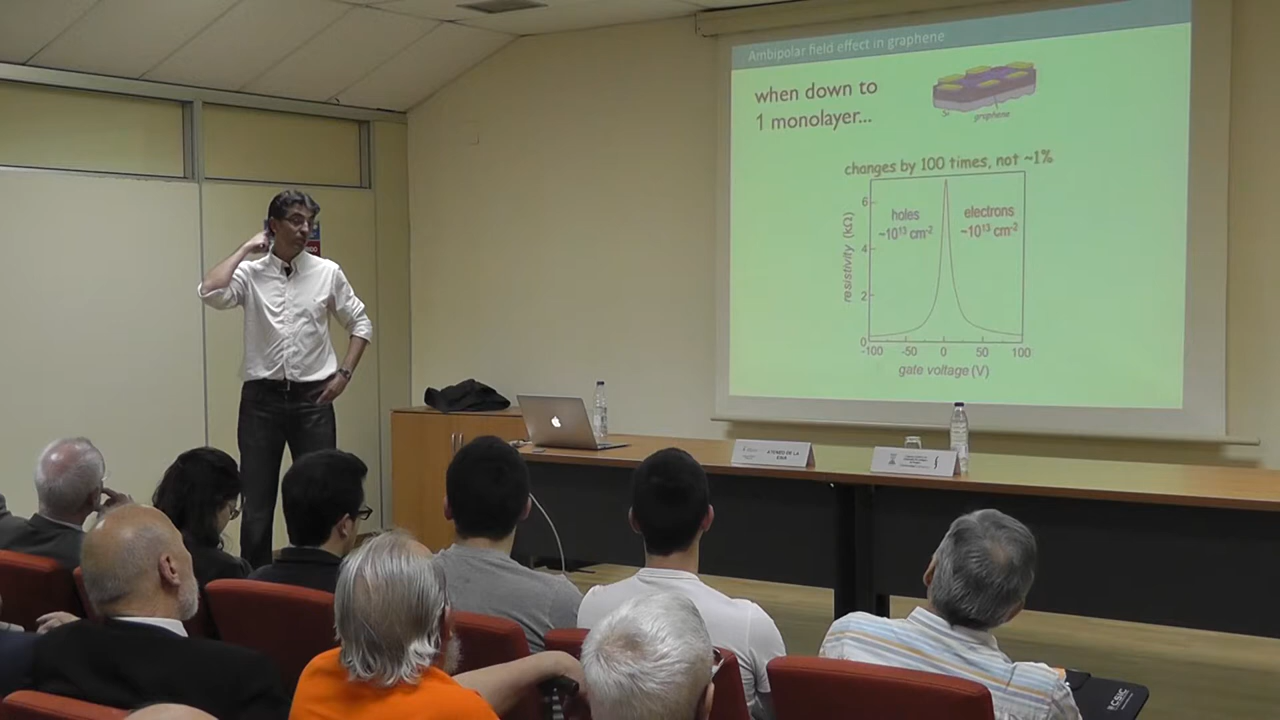 Ambipolar field effect in graphene
when down to
1 monolayer...
Si
graphene
changes by 100 times, not ~1%
holes
~10¹³ cm⁻²
electrons
~10¹³ cm⁻²
resistivity (kΩ)
6
4
2
0
-100 -50 0 50 100
gate voltage (V)
ATENEO DE LA
CSIC